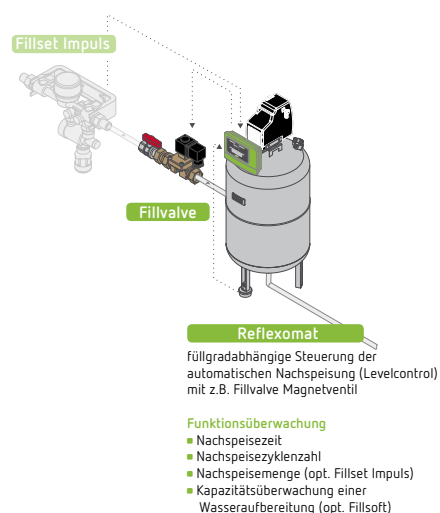 Fillset Impuls
Fillvalve
Reflexomat
füllgradabhängige Steuerung der
automatischen Nachspeisung (Levelcontrol)
mit z.B. Fillvalve Magnetventil
Funktionsüberwachung
Nachspeisezeit
Nachspeisezyklenzahl
Nachspeisemenge (opt. Fillset Impuls)
Kapazitätsüberwachung einer
Wasseraufbereitung (opt. Fillsoft)